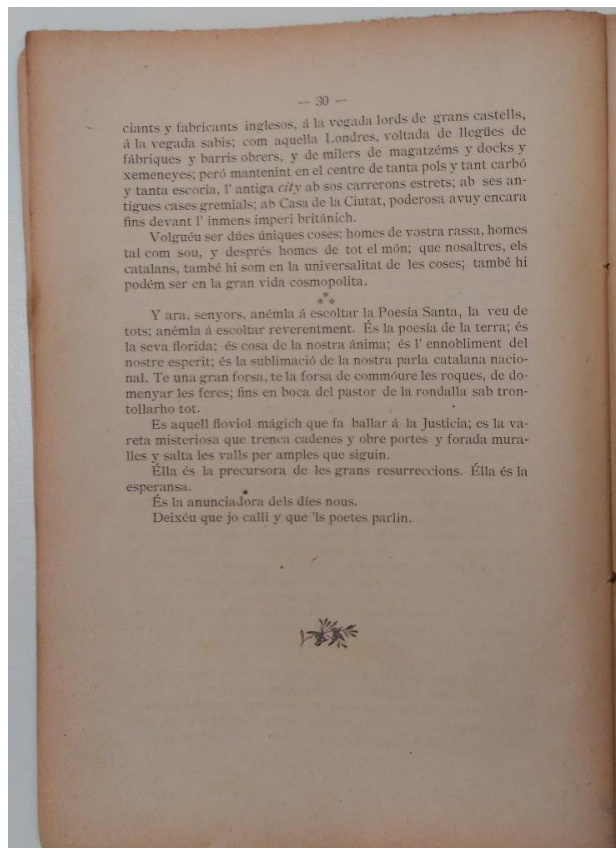 — 30 —
ciants y fabricants inglesos, á la vegada lords de grans castells,
á la vegada sabis; com aquella Londres, voltada de llegües de
fábriques y barris obrers, y de milers de magatzéms y docks y
xemeneyes; peró mantenint en el centre de tanta pols y tant carbó
y tanta escoria, l' antiga city ab sos carrerons estrets; ab ses an-
tigues cases gremials; ab Casa de la Ciutat, poderosa avuy encara
fins devant l' inmens imperi británich.
Volguéu ser dúes úniques coses: homes de vostra rassa, homes
tal com sou, y després homes de tot el món; que nosaltres, els
catalans, també hi som en la universalitat de les coses; també hi
podém ser en la gran vida cosmopolita.
***
Y ara, senyors, anémla á escoltar la Poesía Santa, la veu de
tots; anémla á escoltar reverentment. És la poesía de la terra; és
la seva florida; és cosa de la nostra ánima; és l' ennobliment del
nostre esperit; és la sublimació de la nostra parla catalana nacio-
nal. Te una gran forsa, te la forsa de commóure les roques, de do-
menyar les feres; fins en boca del pastor de la rondalla sab tron-
tollarho tot.
Es aquell floviol mágich que fa ballar á la Justicia; es la va-
reta misteriosa que trenca cadenes y obre portes y forada mura-
lles y salta les valls per amples que siguin.
Élla és la precursora de les grans resurreccions. Élla és la
esperansa.
És la anunciadora dels díes nous.
Deixéu que jo calli y que 'ls poetes parlin.